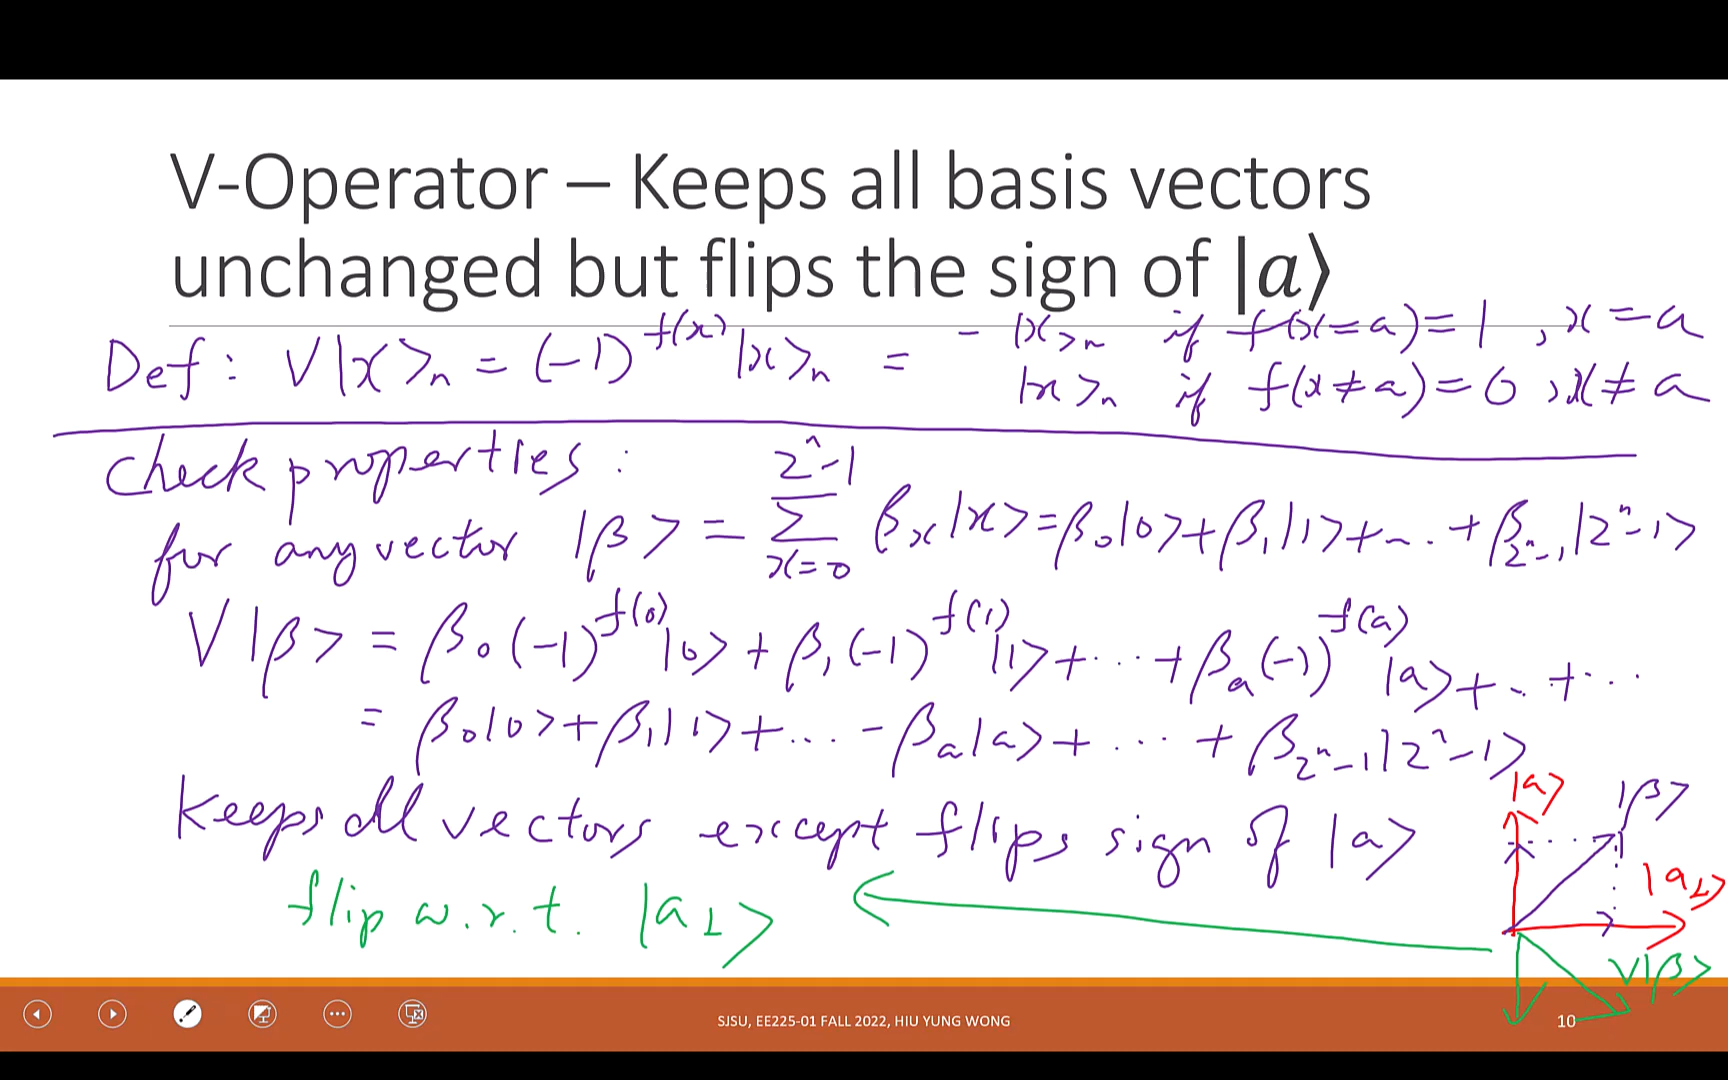 V-Operator – Keeps all basis vectors
unchanged but flips the sign of |a⟩
Def: V|x>ₙ = (-1)^f(x) |x>ₙ = -|x>ₙ if f(x=a)=1, x=a
|x>ₙ if f(x≠a)=0, x≠a
Check properties:
for any vector |β> = Σ_{x=0}^{2ⁿ-1} βₓ|x> = β₀|0>+β₁|1>+...+β_{2ⁿ-1}|2ⁿ-1>
V|β> = β₀(-1)^f(0) |0> + β₁(-1)^f(1) |1>+...+βₐ(-1)^f(a) |a>+..+...
= β₀|0>+β₁|1>+...-βₐ|a>+...+β_{2ⁿ-1}|2ⁿ-1>
|a> |β>
keeps all vectors except flips sign of |a>
|a⊥>
flip w.r.t. |a⊥>
V|β>
SJSU, EE225-01 FALL 2022, HIU YUNG WONG
10